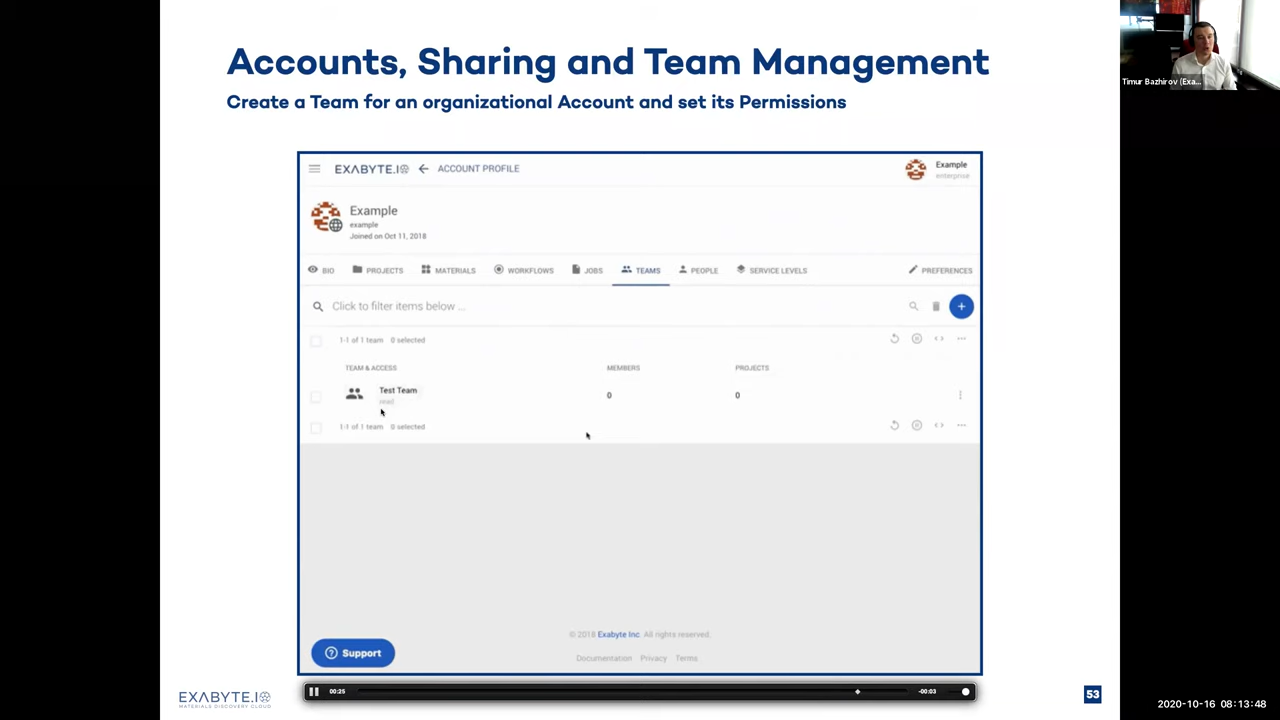 Accounts, Sharing and Team Management
Timur Bazhirov (Exa...
Create a Team for an organizational Account and set its Permissions
EXABYTE.IO
ACCOUNT PROFILE
Example
enterprise
Example
example
Joined on Oct 11, 2018
BIO PROJECTS MATERIALS WORKFLOWS JOBS TEAMS PEOPLE SERVICE LEVELS PREFERENCES
Click to filter items below ...
1-1 of 1 team 0 selected
TEAM & ACCESS MEMBERS PROJECTS
Test Team 0 0
read
1-1 of 1 team 0 selected
© 2018 Exabyte Inc. All rights reserved.
Support
Documentation Privacy Terms
00:25 -00:03
EXABYTE.IO
MATERIALS DISCOVERY CLOUD
53
2020-10-16 08:13:48